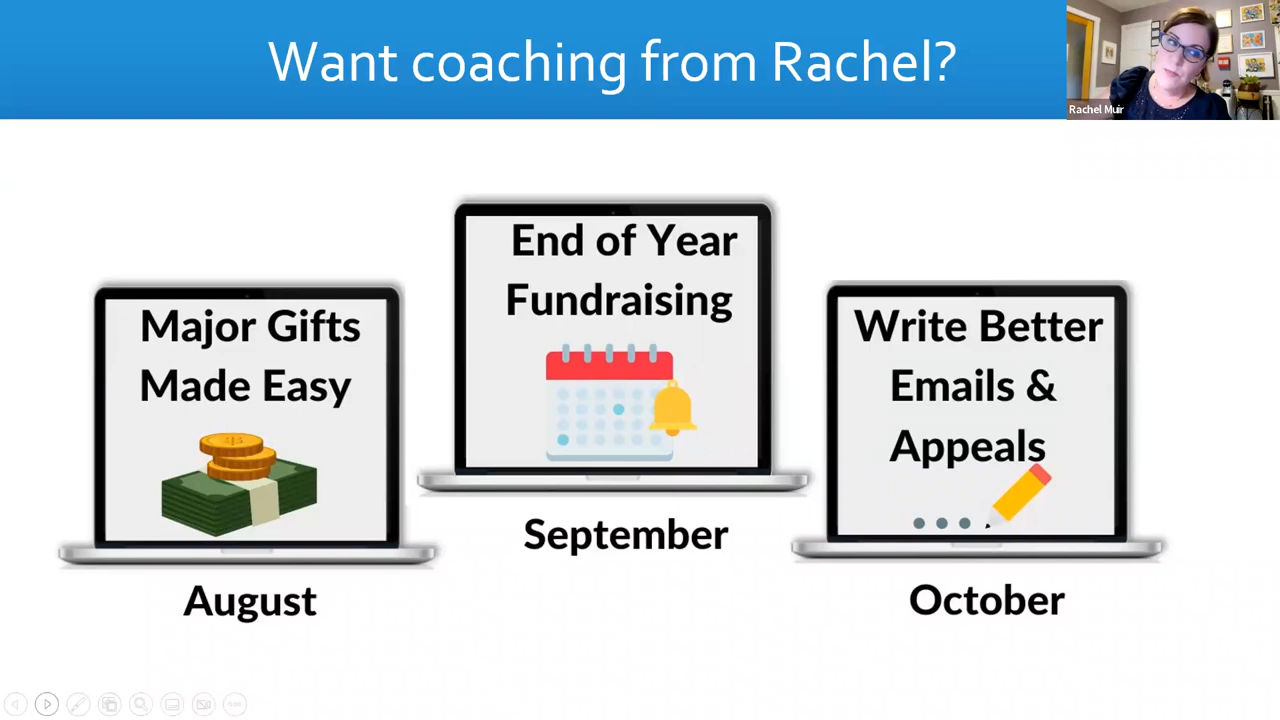 Want coaching from Rachel?
Rachel Muir
Major Gifts
Made Easy
August
End of Year
Fundraising
September
Write Better
Emails &
Appeals
October